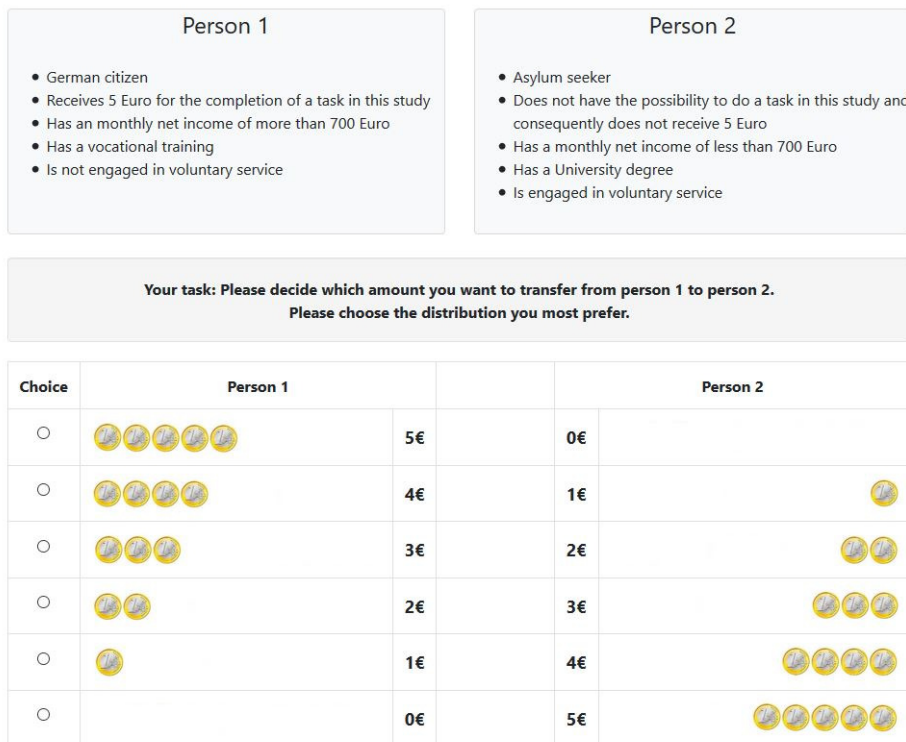 Person 1
• German citizen
• Receives 5 Euro for the completion of a task in this study
• Has an monthly net income of more than 700 Euro
• Has a vocational training
• Is not engaged in voluntary service
Person 2
• Asylum seeker
• Does not have the possibility to do a task in this study and
consequently does not receive 5 Euro
• Has a monthly net income of less than 700 Euro
• Has a University degree
• Is engaged in voluntary service
Your task: Please decide which amount you want to transfer from person 1 to person 2.
Please choose the distribution you most prefer.
Choice Person 1 Person 2
5€ 0€
4€ 1€
3€ 2€
2€ 3€
1€ 4€
0€ 5€